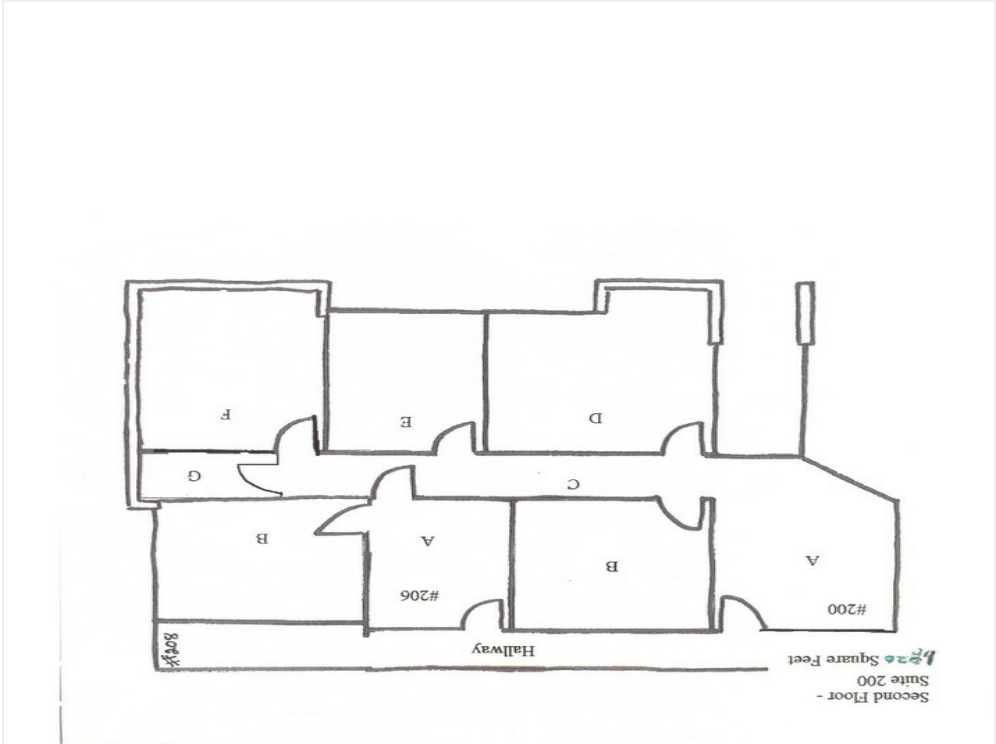 Second Floor -
Suite 200
Square Feet
Hallway
#208
#200
#206
A
B
A
B
C
G
D
E
F